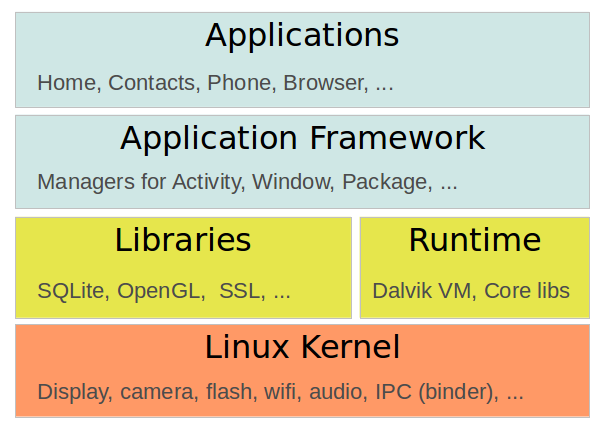 Applications
Home, Contacts, Phone, Browser, ...
Application Framework
Managers for Activity, Window, Package, ...
Libraries
SQLite, OpenGL,  SSL, ...
Runtime
Dalvik VM, Core libs
Linux Kernel
Display, camera, flash, wifi, audio, IPC (binder), ...